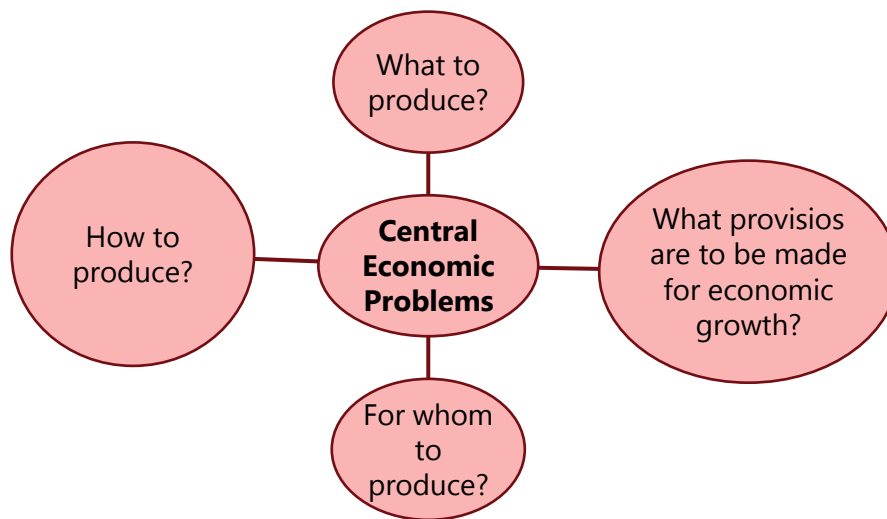 What to
produce?
How to
produce?
Central
Economic
Problems
What provisios
are to be made
for economic
growth?
For whom
to
produce?